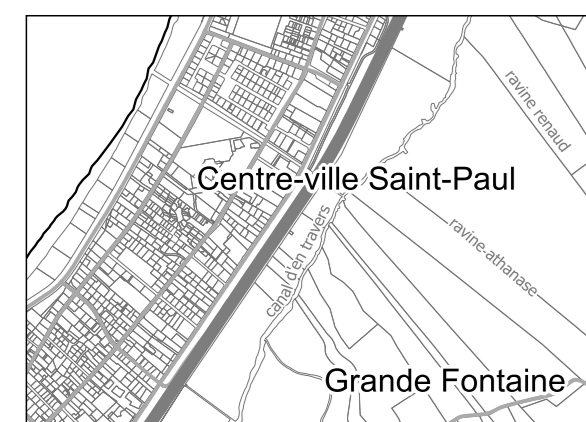 ravine renaud
Centre-ville Saint-Paul
canal d'en travers
ravine athanase
Grande Fontaine